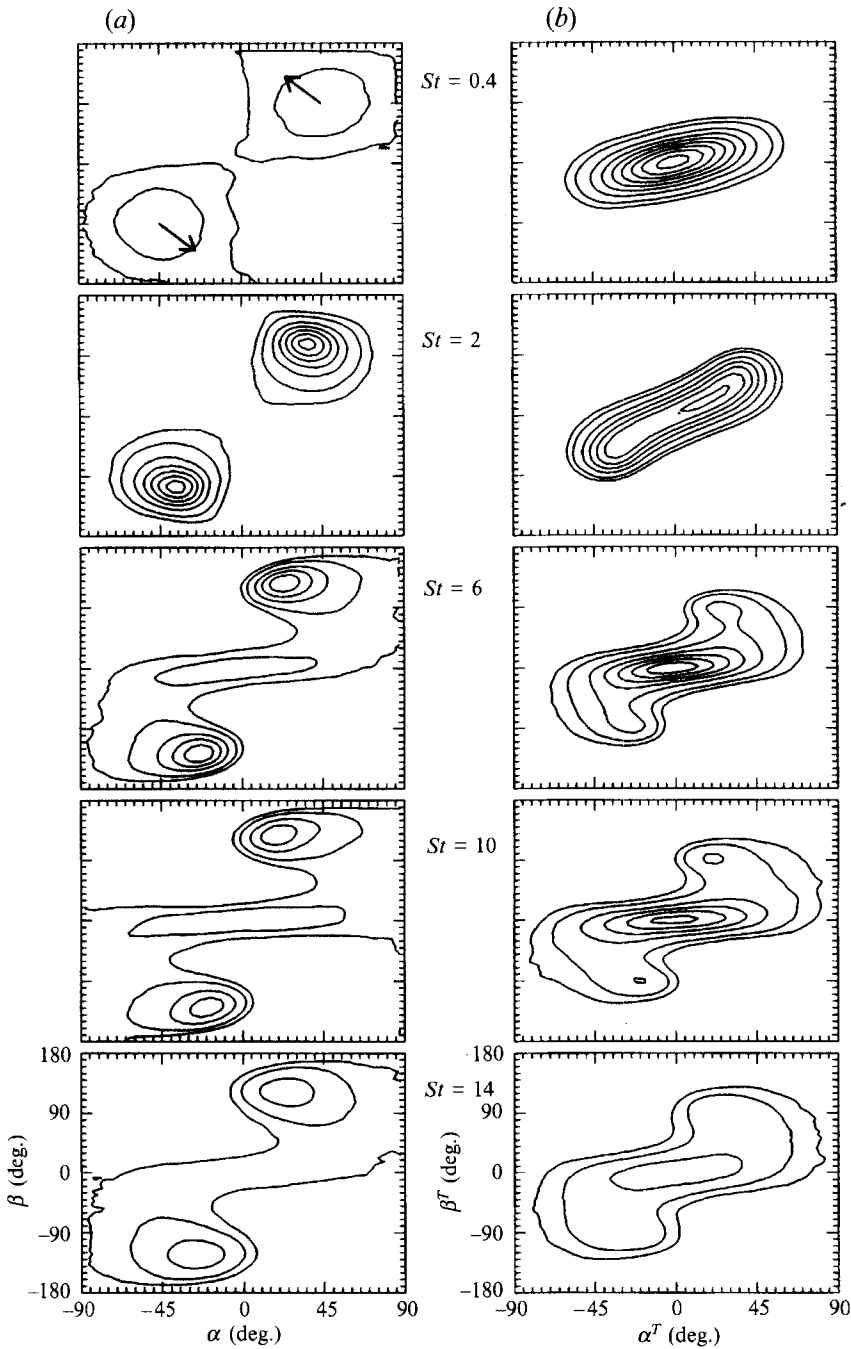 (a) (b)
St = 0.4
St = 2
St = 6
St = 10
180 St = 14 180
90 90
0 0
−90 −90
−180 −180
β (deg.) β^T (deg.)
−90 −45 0 45 90 −90 −45 0 45 90
α (deg.) α^T (deg.)